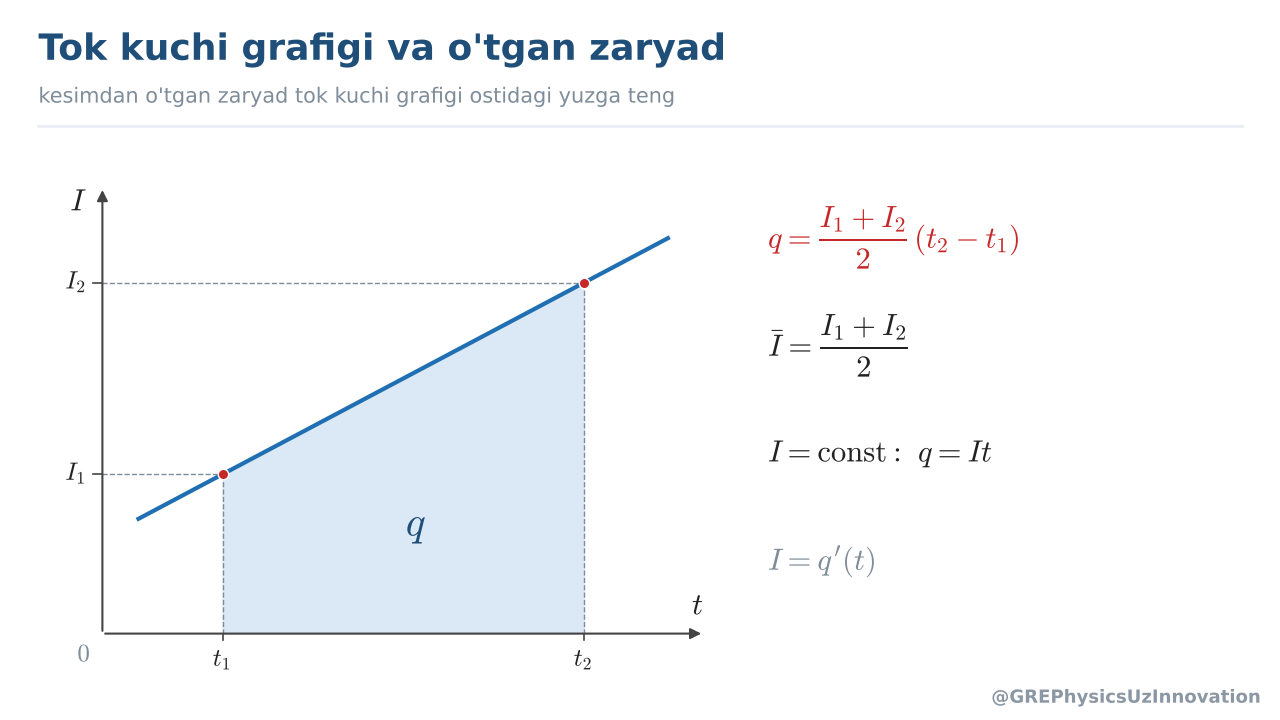 Tok kuchi grafigi va o'tgan zaryad
kesimdan o'tgan zaryad tok kuchi grafigi ostidagi yuzga teng
I
I₂
I₁
q
t
0
t₁
t₂
q = (I₁ + I₂)/2 (t₂ − t₁)
Ī = (I₁ + I₂)/2
I = const : q = It
I = q′(t)
@GREPhysicsUzInnovation